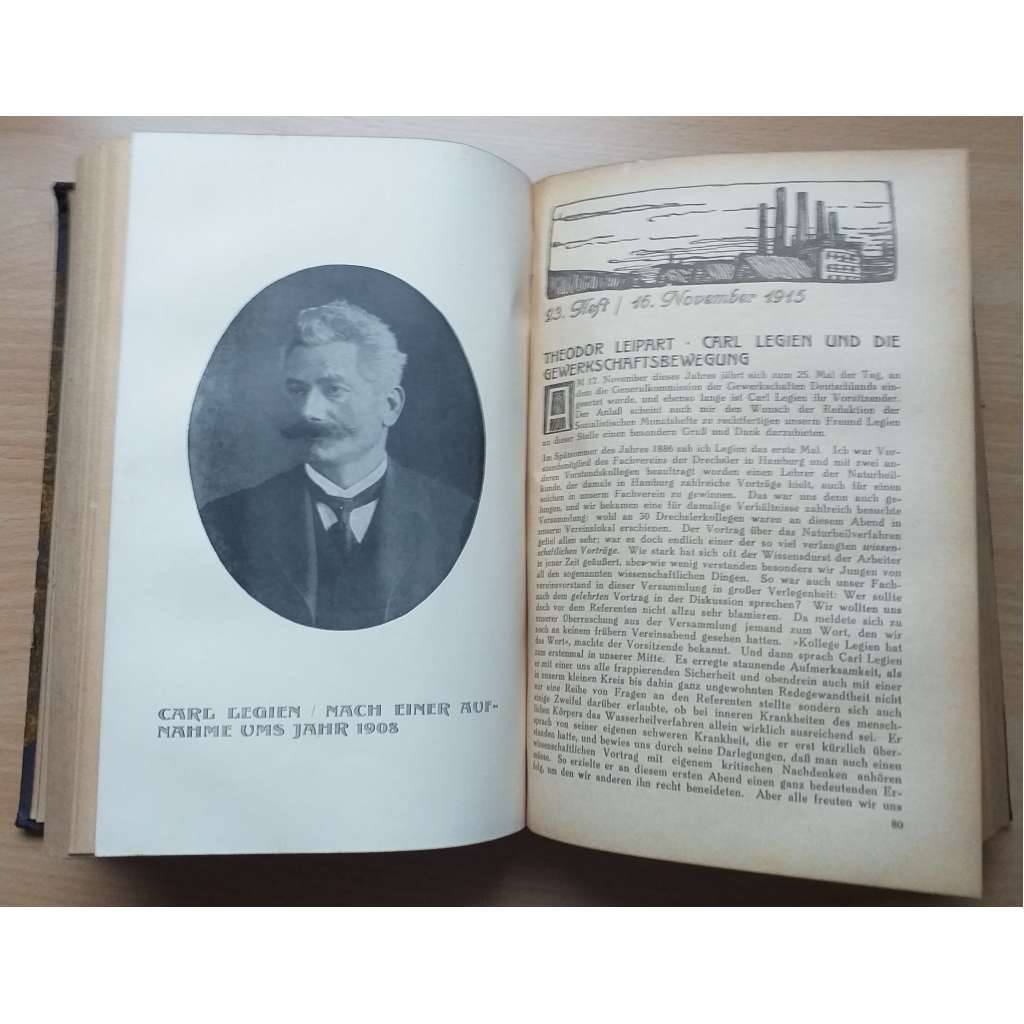 CARL LEGIEN / NACH EINER AUF-
NAHME UMS JAHR 1908
23. Heft / 16. November 1915
THEODOR LEIPART · CARL LEGIEN UND DIE
GEWERKSCHAFTSBEWEGUNG
AM 17. November dieses Jahres jährt sich zum 25. Mal der Tag, an
dem die Generalkommission der Gewerkschaften Deutschlands ein-
gesetzt wurde, und ebenso lange ist Carl Legien ihr Vorsitzender.
Der Anlaß scheint auch mir den Wunsch der Redaktion der
Sozialistischen Monatshefte zu rechtfertigen unserm Freund Legien
an dieser Stelle einen besondern Gruß und Dank darzubieten.
Im Spätsommer des Jahres 1886 sah ich Legien das erste Mal. Ich war Vor-
standsmitglied des Fachvereins der Drechsler in Hamburg und mit zwei an-
deren Vorstandskollegen beauftragt worden einen Lehrer der Naturheil-
kunde, der damals in Hamburg zahlreiche Vorträge hielt, auch für einen
solchen in unserm Fachverein zu gewinnen. Das war uns denn auch ge-
lungen, und wir bekamen eine für damalige Verhältnisse zahlreich besuchte
Versammlung: wohl an 30 Drechslerkollegen waren an diesem Abend in
unserm Vereinslokal erschienen. Der Vortrag über das Naturheilverfahren
gefiel allen sehr; war es doch endlich einer der so viel verlangten wissen-
schaftlichen Vorträge. Wie stark hat sich oft der Wissensdurst der Arbeiter
in jener Zeit geäußert, aber wie wenig verstanden besonders wir Jungen von
all den sogenannten wissenschaftlichen Dingen. So war auch unser Fach-
vereinsvorstand in dieser Versammlung in großer Verlegenheit: Wer sollte
nach dem gelehrten Vortrag in der Diskussion sprechen? Wir wollten uns
doch vor dem Referenten nicht allzu sehr blamieren. Da meldete sich zu
unserer Überraschung aus der Versammlung jemand zum Wort, den wir
noch an keinem frühern Vereinsabend gesehen hatten. »Kollege Legien hat
das Wort«, machte der Vorsitzende bekannt. Und dann sprach Carl Legien
zum erstenmal in unserer Mitte. Es erregte staunende Aufmerksamkeit, als
er mit einer uns alle frappierenden Sicherheit und obendrein auch mit einer
in unserm kleinen Kreis bis dahin ganz ungewohnten Redegewandtheit nicht
nur eine Reihe von Fragen an den Referenten stellte sondern sich auch
einige Zweifel darüber erlaubte, ob bei inneren Krankheiten des mensch-
lichen Körpers das Wasserheilverfahren allein wirklich ausreichend sei. Er
sprach von seiner eigenen schweren Krankheit, die er erst kürzlich über-
standen hatte, und bewies uns durch seine Darlegungen, daß man auch einen
wissenschaftlichen Vortrag mit eigenem kritischen Nachdenken anhören
müsse. So erzielte er an diesem ersten Abend einen ganz bedeutenden Er-
folg, um den wir anderen ihn recht beneideten. Aber alle freuten wir uns
80